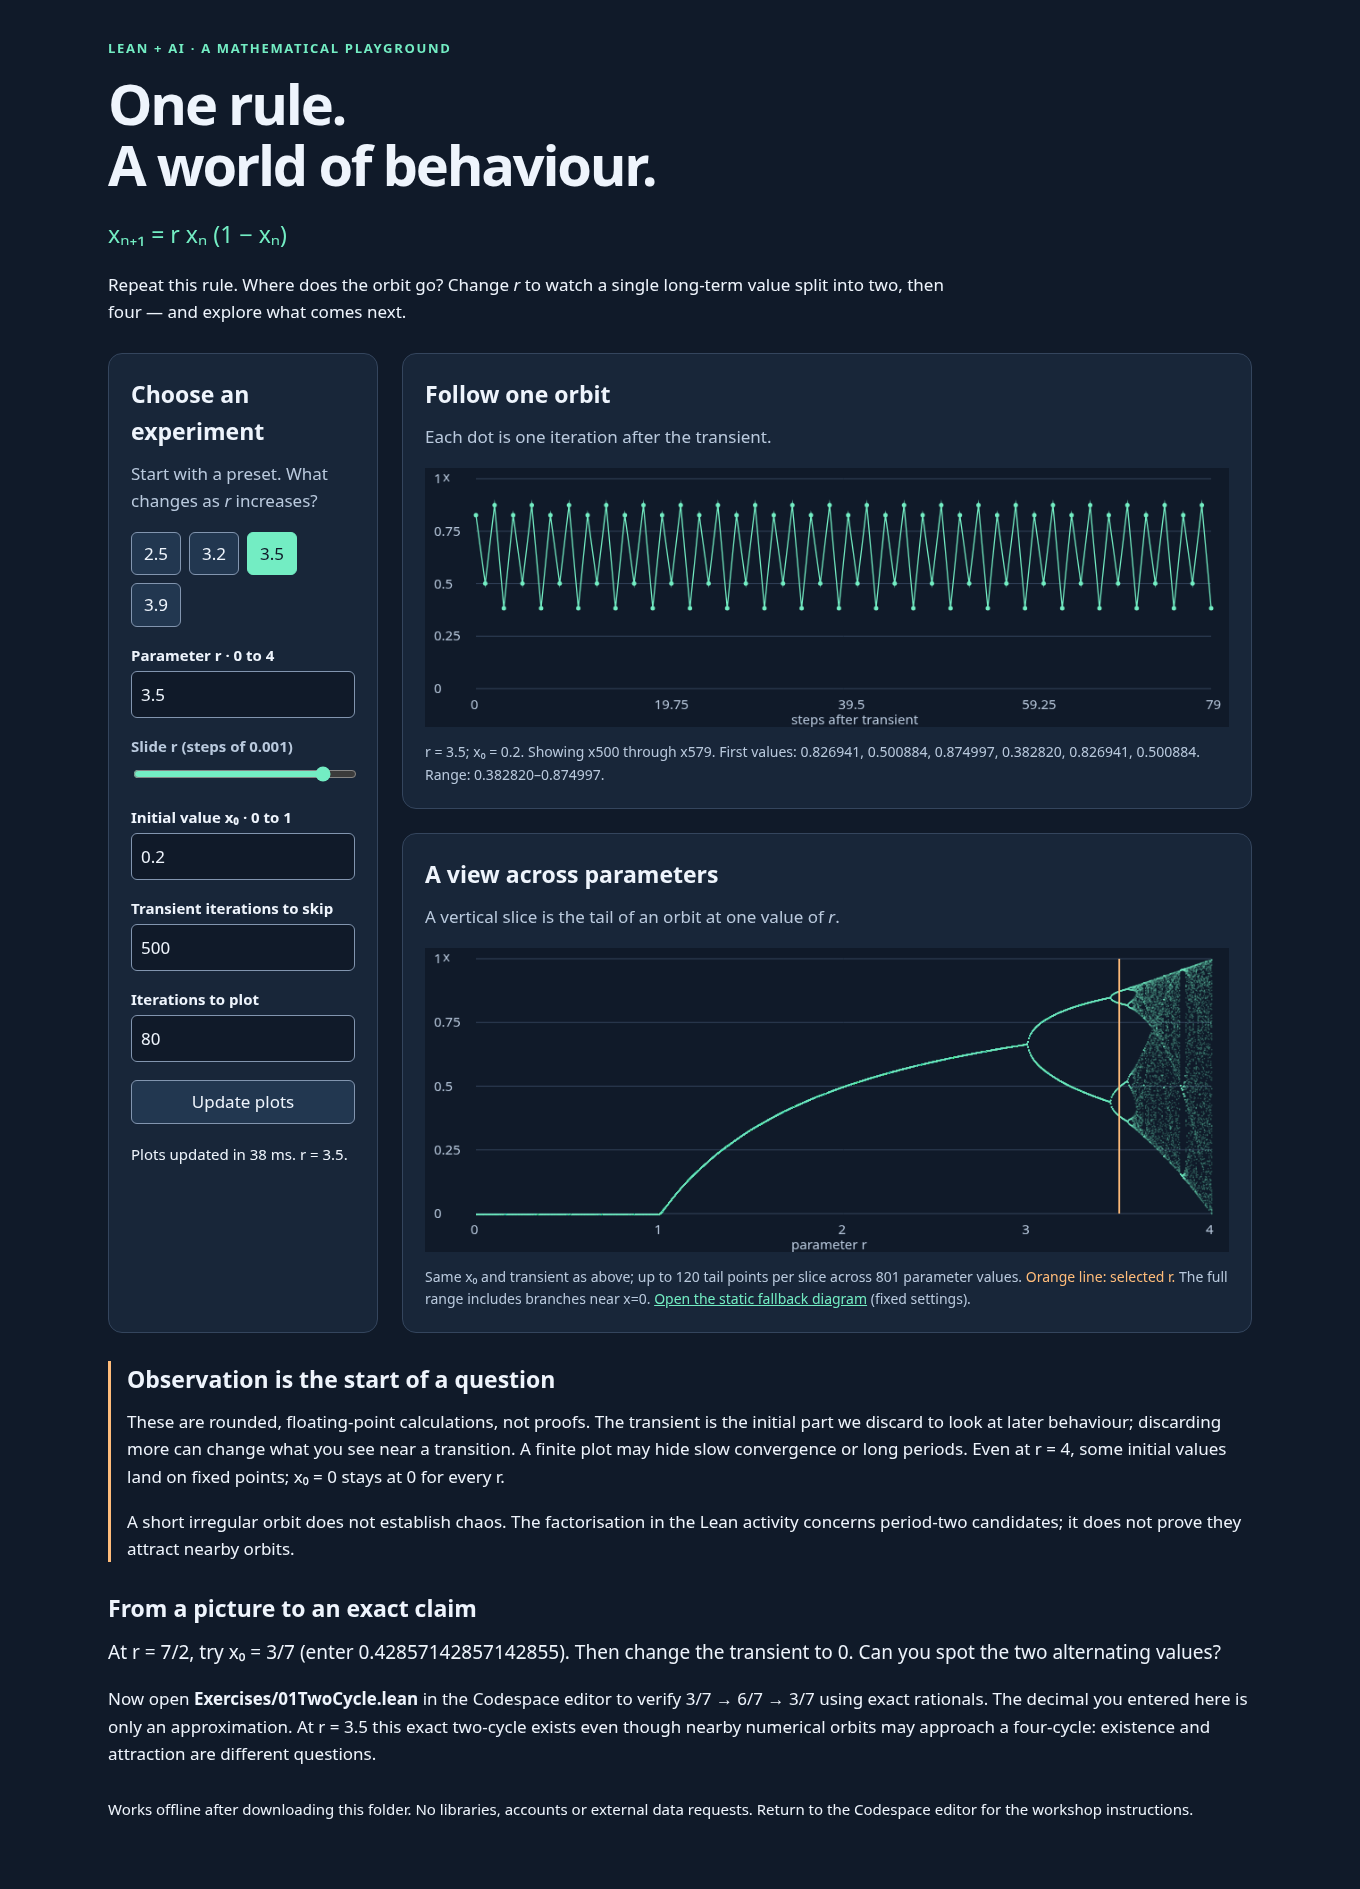 LEAN + AI · A MATHEMATICAL PLAYGROUND
One rule.
A world of behaviour.
xₙ₊₁ = r xₙ (1 − xₙ)
Repeat this rule. Where does the orbit go? Change r to watch a single long-term value split into two, then
four — and explore what comes next.
Choose an
experiment
Start with a preset. What
changes as r increases?
2.5 3.2 3.5
3.9
Parameter r · 0 to 4
3.5
Slide r (steps of 0.001)
Initial value x₀ · 0 to 1
0.2
Transient iterations to skip
500
Iterations to plot
80
Update plots
Plots updated in 38 ms. r = 3.5.
Follow one orbit
Each dot is one iteration after the transient.
1 x
0.75
0.5
0.25
0
0 19.75 39.5 59.25 79
steps after transient
r = 3.5; x₀ = 0.2. Showing x500 through x579. First values: 0.826941, 0.500884, 0.874997, 0.382820, 0.826941, 0.500884.
Range: 0.382820–0.874997.
A view across parameters
A vertical slice is the tail of an orbit at one value of r.
1 x
0.75
0.5
0.25
0
0 1 2 3 4
parameter r
Same x₀ and transient as above; up to 120 tail points per slice across 801 parameter values. Orange line: selected r. The full
range includes branches near x=0. Open the static fallback diagram (fixed settings).
Observation is the start of a question
These are rounded, floating-point calculations, not proofs. The transient is the initial part we discard to look at later behaviour; discarding
more can change what you see near a transition. A finite plot may hide slow convergence or long periods. Even at r = 4, some initial values
land on fixed points; x₀ = 0 stays at 0 for every r.
A short irregular orbit does not establish chaos. The factorisation in the Lean activity concerns period-two candidates; it does not prove they
attract nearby orbits.
From a picture to an exact claim
At r = 7/2, try x₀ = 3/7 (enter 0.42857142857142855). Then change the transient to 0. Can you spot the two alternating values?
Now open Exercises/01TwoCycle.lean in the Codespace editor to verify 3/7 → 6/7 → 3/7 using exact rationals. The decimal you entered here is
only an approximation. At r = 3.5 this exact two-cycle exists even though nearby numerical orbits may approach a four-cycle: existence and
attraction are different questions.
Works offline after downloading this folder. No libraries, accounts or external data requests. Return to the Codespace editor for the workshop instructions.